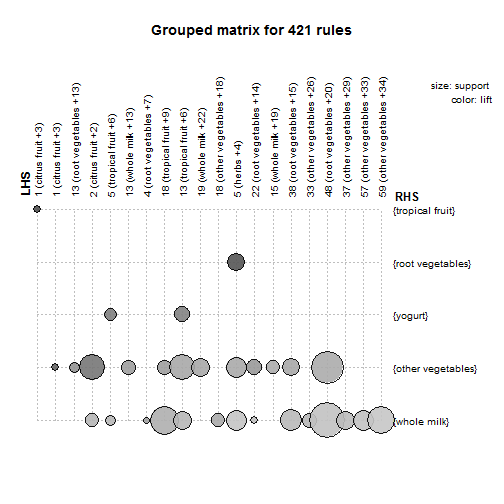 Grouped matrix for 421 rules
size: support
color: lift
LHS
1 (citrus fruit +3)
1 (citrus fruit +3)
13 (root vegetables +13)
2 (citrus fruit +2)
5 (tropical fruit +6)
13 (whole milk +13)
4 (root vegetables +7)
18 (tropical fruit +9)
13 (tropical fruit +6)
19 (whole milk +22)
18 (other vegetables +18)
5 (herbs +4)
22 (root vegetables +14)
15 (whole milk +19)
38 (root vegetables +15)
33 (other vegetables +26)
48 (root vegetables +20)
37 (other vegetables +29)
57 (other vegetables +33)
59 (other vegetables +34)
RHS
{tropical fruit}
{root vegetables}
{yogurt}
{other vegetables}
{whole milk}